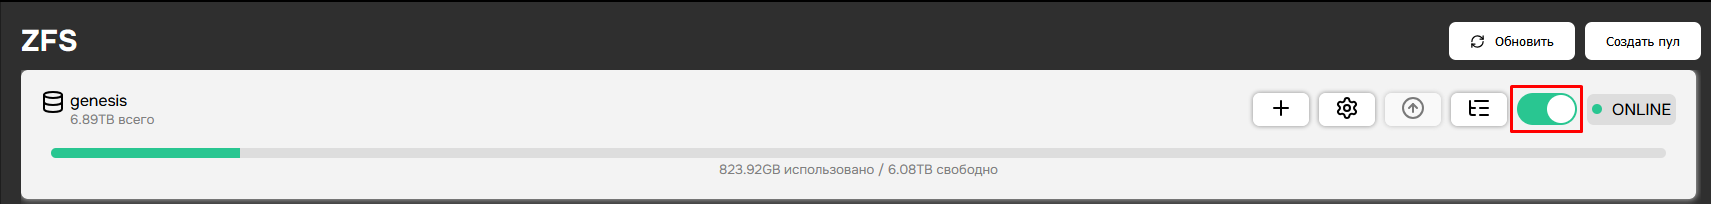 ZFS
Обновить
Создать пул
genesis
6.89TB всего
ONLINE
823.92GB использовано / 6.08TB свободно